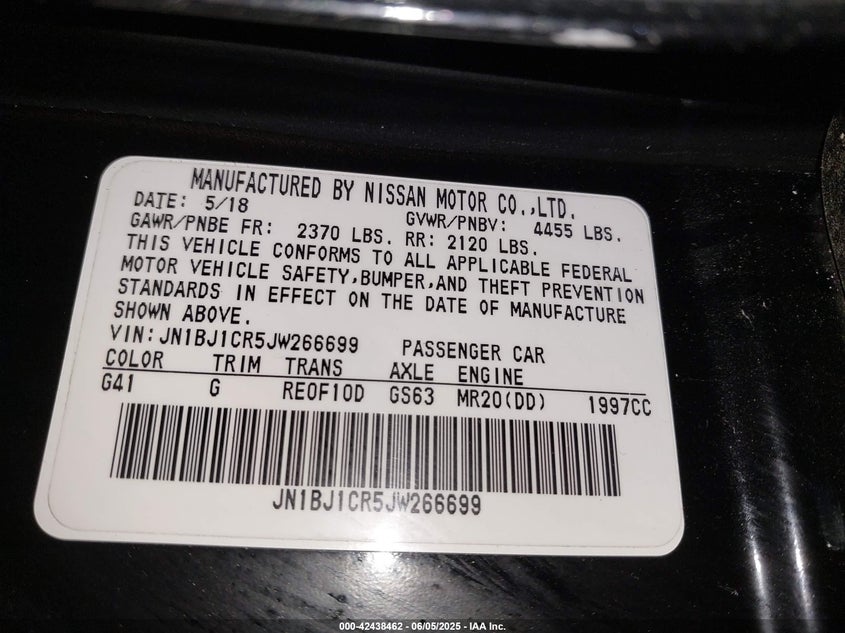 MANUFACTURED BY NISSAN MOTOR CO.,LTD.
DATE: 5/18 GVWR/PNBV: 4455 LBS.
GAWR/PNBE FR: 2370 LBS. RR: 2120 LBS.
THIS VEHICLE CONFORMS TO ALL APPLICABLE FEDERAL
MOTOR VEHICLE SAFETY,BUMPER,AND THEFT PREVENTION
STANDARDS IN EFFECT ON THE DATE OF MANUFACTURE
SHOWN ABOVE.
VIN:JN1BJ1CR5JW266699 PASSENGER CAR
COLOR TRIM TRANS AXLE ENGINE
G41 G RE0F10D GS63 MR20(DD) 1997CC
JN1BJ1CR5JW266699
000-42438462 - 06/05/2025 - IAA Inc.